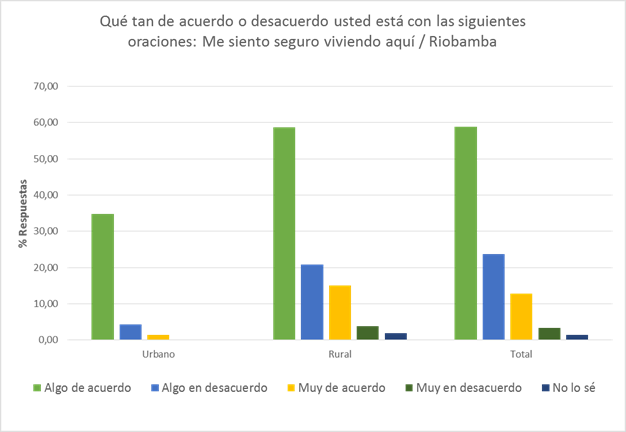 Qué tan de acuerdo o desacuerdo usted está con las siguientes
oraciones: Me siento seguro viviendo aquí / Riobamba
70,00
60,00
50,00
40,00
30,00
20,00
10,00
0,00
% Respuestas
Urbano Rural Total
Algo de acuerdo Algo en desacuerdo Muy de acuerdo Muy en desacuerdo No lo sé